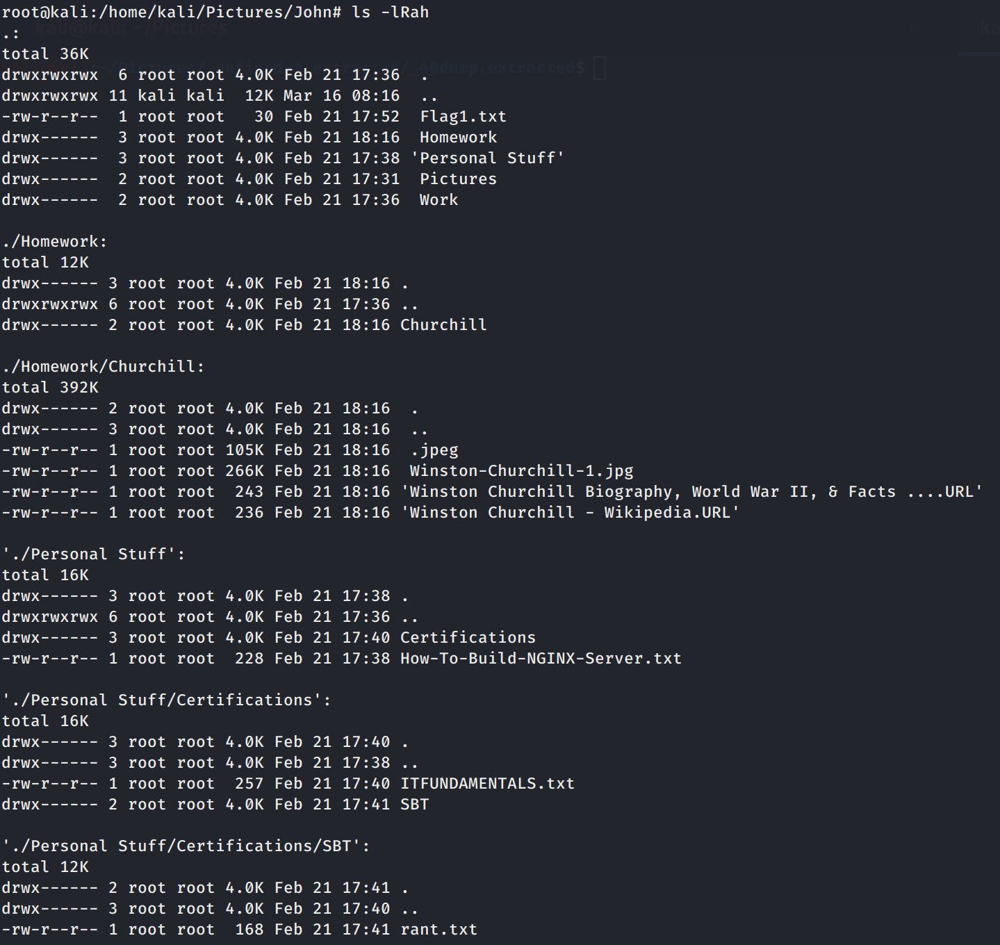 root@kali:/home/kali/Pictures/John# ls -lRah
kali@kali: ~/Pictures
.:
total 36K
drwxrwxrwx  6 root root 4.0K Feb 21 17:36  .
drwxrwxrwx 11 kali kali  12K Mar 16 08:16  ..
-rw-r--r--  1 root root   30 Feb 21 17:52  Flag1.txt
drwx------  3 root root 4.0K Feb 21 18:16  Homework
drwx------  3 root root 4.0K Feb 21 17:38 'Personal Stuff'
drwx------  2 root root 4.0K Feb 21 17:31  Pictures
drwx------  2 root root 4.0K Feb 21 17:36  Work

./Homework:
total 12K
drwx------ 3 root root 4.0K Feb 21 18:16 .
drwxrwxrwx 6 root root 4.0K Feb 21 17:36 ..
drwx------ 2 root root 4.0K Feb 21 18:16 Churchill

./Homework/Churchill:
total 392K
drwx------ 2 root root 4.0K Feb 21 18:16  .
drwx------ 3 root root 4.0K Feb 21 18:16  ..
-rw-r--r-- 1 root root 105K Feb 21 18:16  .jpeg
-rw-r--r-- 1 root root 266K Feb 21 18:16  Winston-Churchill-1.jpg
-rw-r--r-- 1 root root  243 Feb 21 18:16 'Winston Churchill Biography, World War II, & Facts ....URL'
-rw-r--r-- 1 root root  236 Feb 21 18:16 'Winston Churchill - Wikipedia.URL'

'./Personal Stuff':
total 16K
drwx------ 3 root root 4.0K Feb 21 17:38 .
drwxrwxrwx 6 root root 4.0K Feb 21 17:36 ..
drwx------ 3 root root 4.0K Feb 21 17:40 Certifications
-rw-r--r-- 1 root root  228 Feb 21 17:38 How-To-Build-NGINX-Server.txt

'./Personal Stuff/Certifications':
total 16K
drwx------ 3 root root 4.0K Feb 21 17:40 .
drwx------ 3 root root 4.0K Feb 21 17:38 ..
-rw-r--r-- 1 root root  257 Feb 21 17:40 ITFUNDAMENTALS.txt
drwx------ 2 root root 4.0K Feb 21 17:41 SBT

'./Personal Stuff/Certifications/SBT':
total 12K
drwx------ 2 root root 4.0K Feb 21 17:41 .
drwx------ 3 root root 4.0K Feb 21 17:40 ..
-rw-r--r-- 1 root root  168 Feb 21 17:41 rant.txt